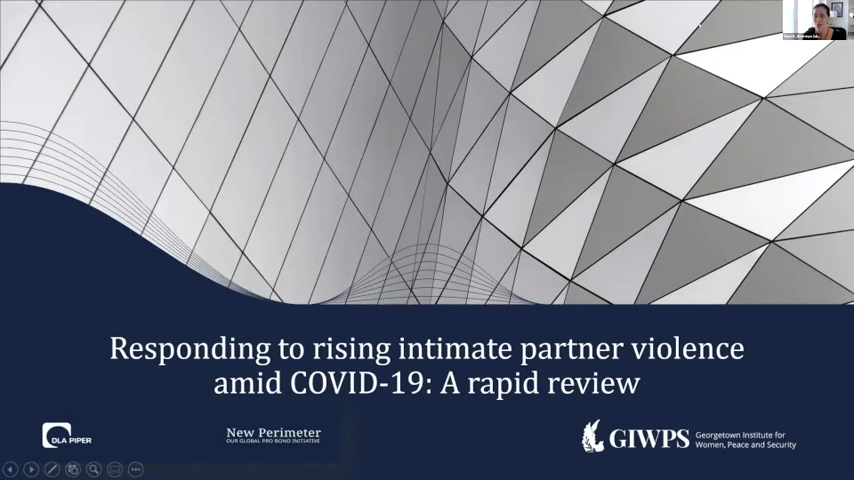 Responding to rising intimate partner violence
amid COVID-19: A rapid review
DLA PIPER
New Perimeter
OUR GLOBAL PRO BONO INITIATIVE
GIWPS
Georgetown Institute for
Women, Peace and Security